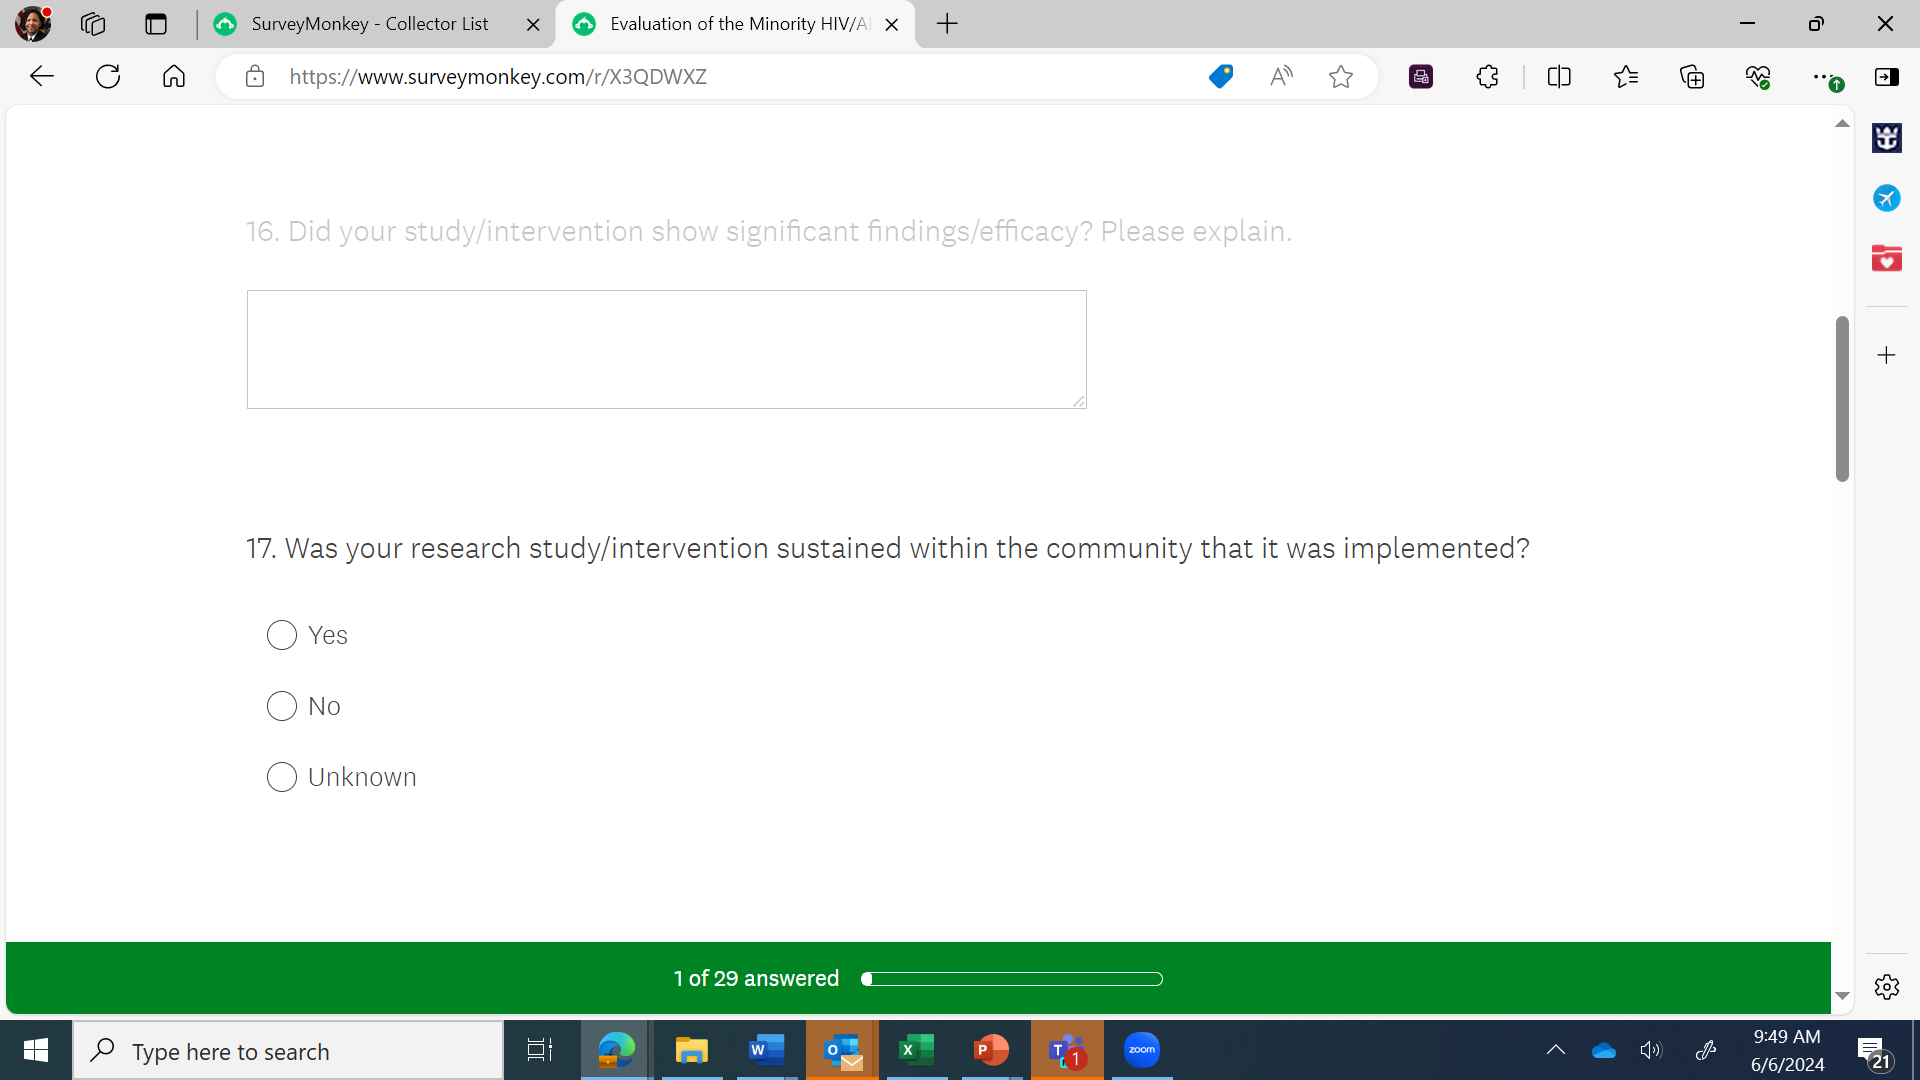 SurveyMonkey - Collector List
Evaluation of the Minority HIV/A
https://www.surveymonkey.com/r/X3QDWXZ
16. Did your study/intervention show significant findings/efficacy? Please explain.
17. Was your research study/intervention sustained within the community that it was implemented?
Yes
No
Unknown
1 of 29 answered
Type here to search
zoom
1
9:49 AM
6/6/2024
21